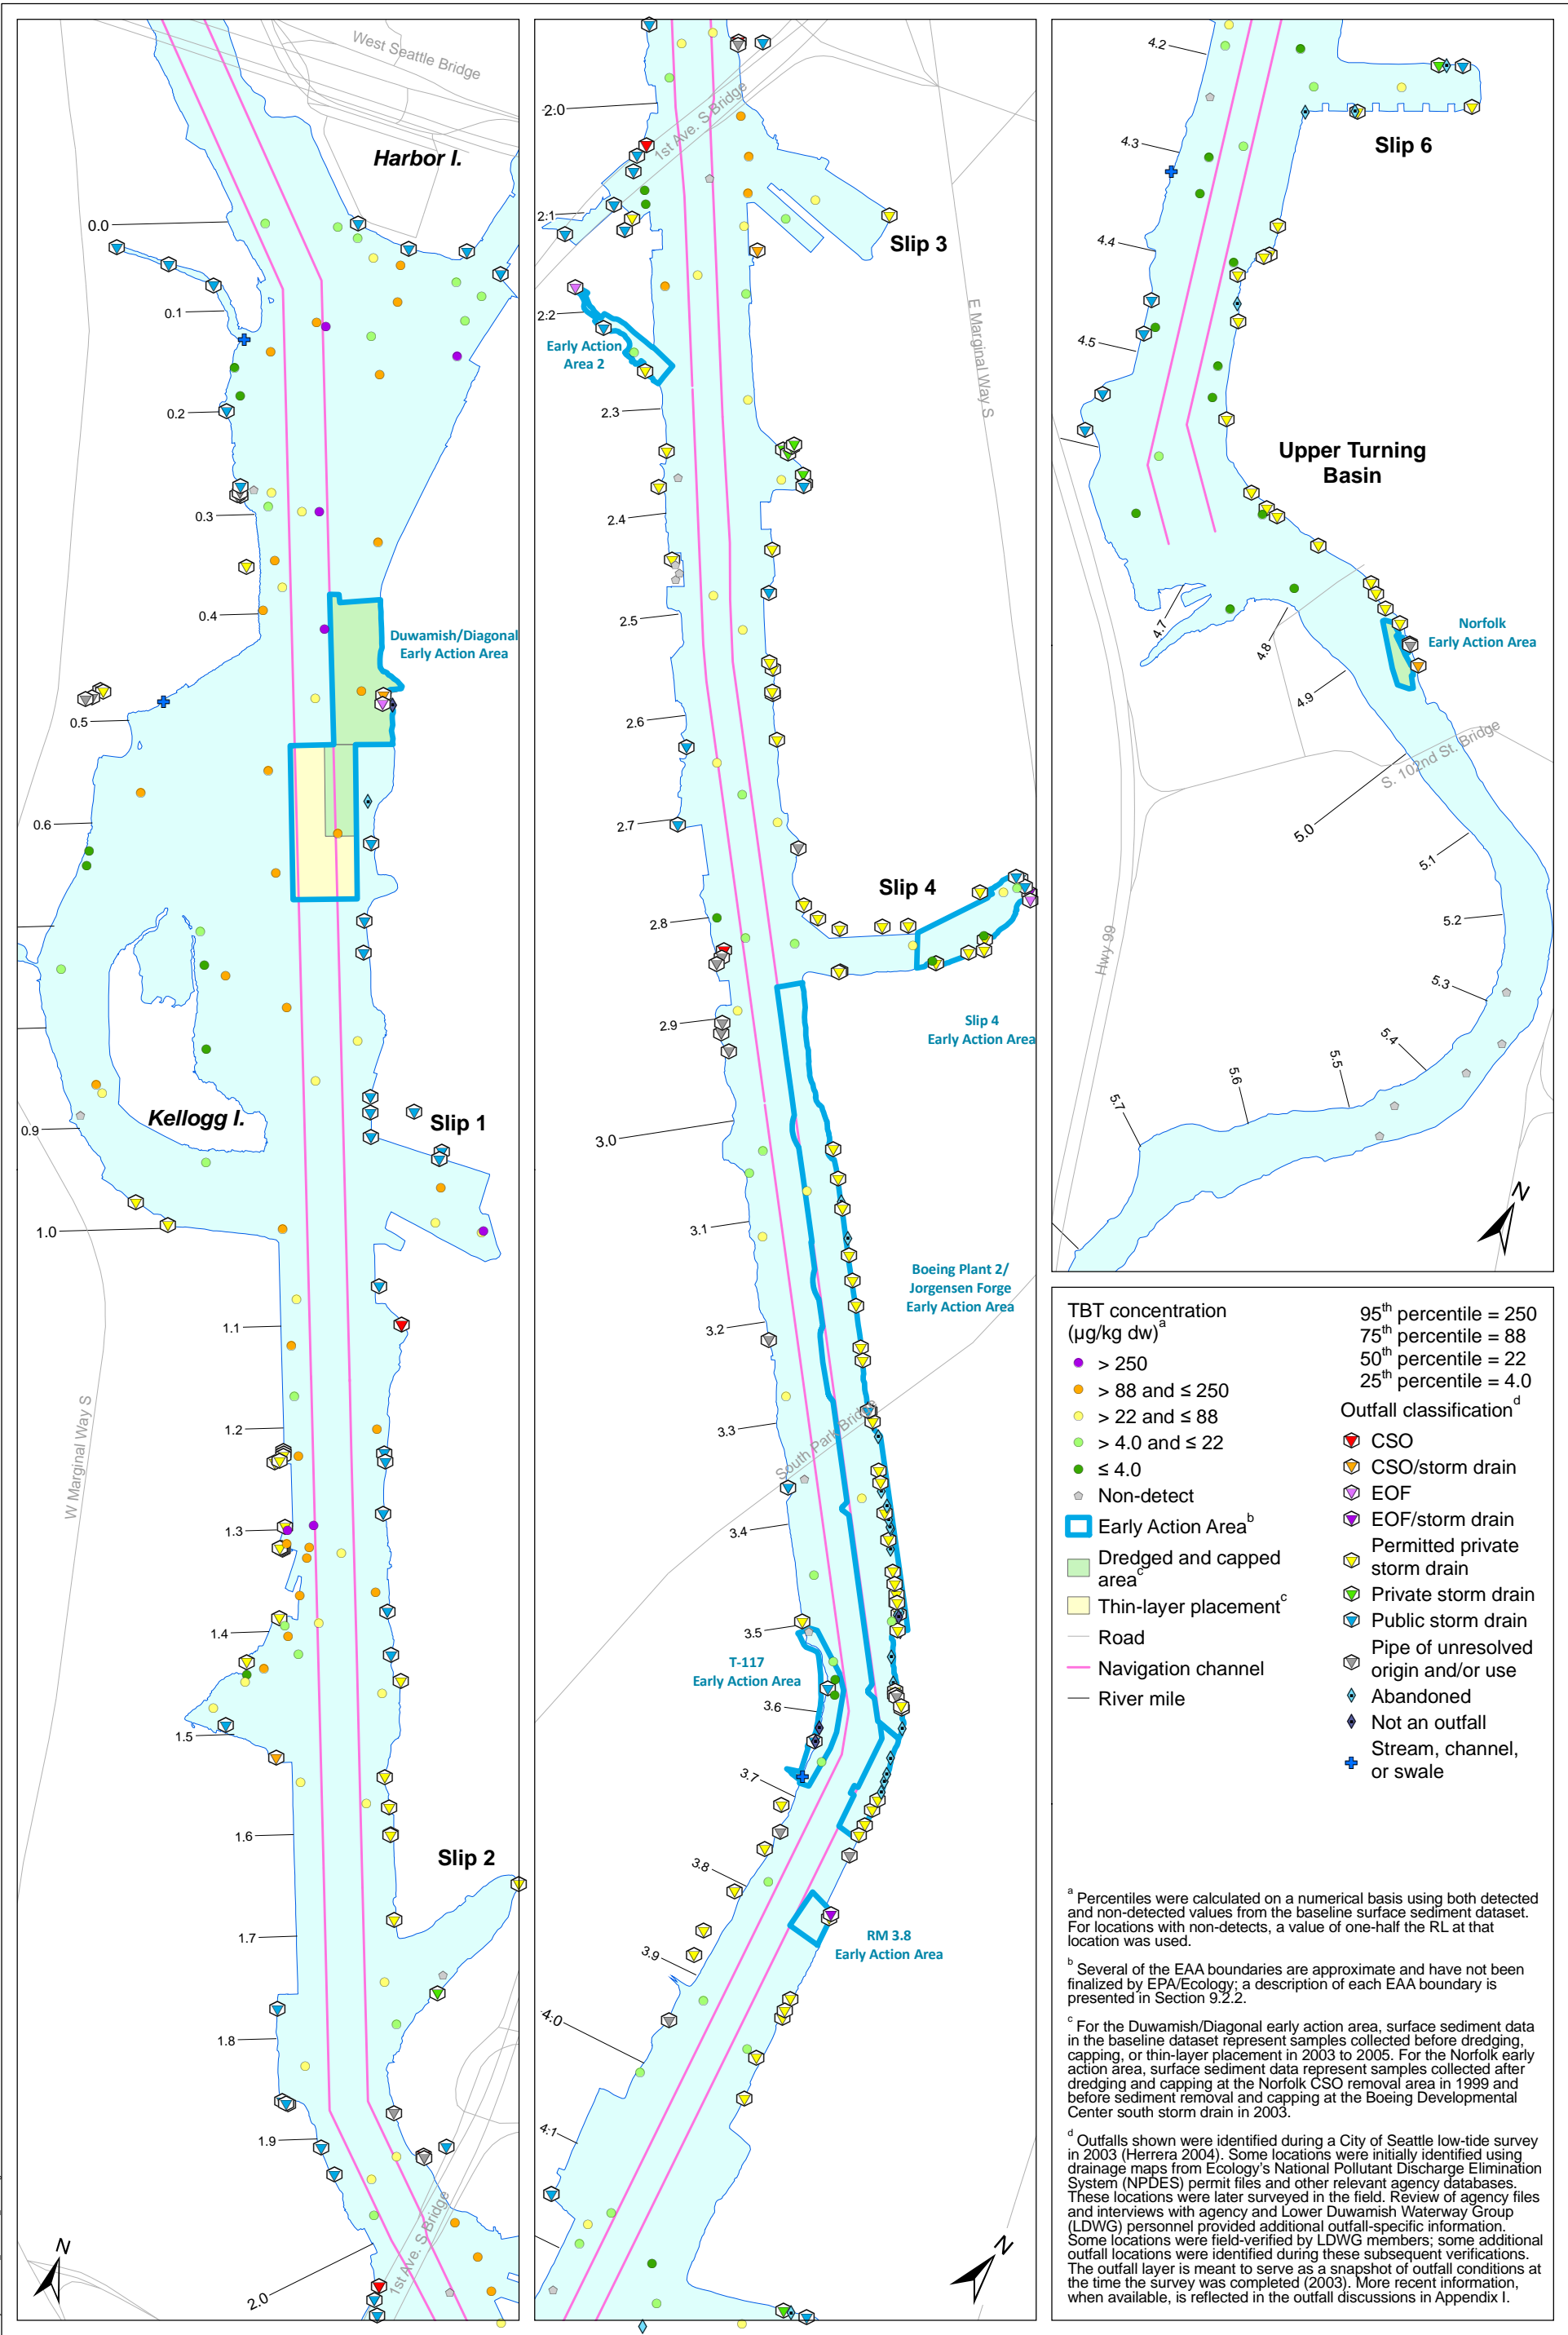 West Seattle Bridge
Harbor I.
0.0
0.1
0.2
0.3
0.4
Duwamish/Diagonal
Early Action Area
0.5
0.6
Kellogg I.
Slip 1
0.9
1.0
1.1
1.2
W Marginal Way S
1.3
1.4
1.5
1.6
Slip 2
1.7
1.8
1.9
1st Ave. S Bridge
2.0
N
2.0
1st Ave. S Bridge
2.1
Slip 3
2.2
Early Action
Area 2
E Marginal Way S
2.3
2.4
2.5
2.6
2.7
Slip 4
2.8
2.9
Slip 4
Early Action Area
3.0
3.1
Boeing Plant 2/
Jorgensen Forge
Early Action Area
3.2
3.3
South Park Bridge
3.4
3.5
T-117
Early Action Area
3.6
3.7
3.8
RM 3.8
Early Action Area
3.9
4.0
4.1
N
4.2
4.3
Slip 6
4.4
4.5
Upper Turning
Basin
4.7
4.8
Norfolk
Early Action Area
4.9
S. 102nd St. Bridge
5.0
5.1
5.2
Hwy 99
5.3
5.4
5.5
5.6
5.7
N
TBT concentration
(µg/kg dw)a
> 250
> 88 and ≤ 250
> 22 and ≤ 88
> 4.0 and ≤ 22
≤ 4.0
Non-detect
Early Action Areab
Dredged and capped
areac
Thin-layer placementc
Road
Navigation channel
River mile
95th percentile = 250
75th percentile = 88
50th percentile = 22
25th percentile = 4.0
Outfall classificationd
CSO
CSO/storm drain
EOF
EOF/storm drain
Permitted private
storm drain
Private storm drain
Public storm drain
Pipe of unresolved
origin and/or use
Abandoned
Not an outfall
Stream, channel,
or swale
a Percentiles were calculated on a numerical basis using both detected
and non-detected values from the baseline surface sediment dataset.
For locations with non-detects, a value of one-half the RL at that
location was used.
b Several of the EAA boundaries are approximate and have not been
finalized by EPA/Ecology; a description of each EAA boundary is
presented in Section 9.2.2.
c For the Duwamish/Diagonal early action area, surface sediment data
in the baseline dataset represent samples collected before dredging,
capping, or thin-layer placement in 2003 to 2005. For the Norfolk early
action area, surface sediment data represent samples collected after
dredging and capping at the Norfolk CSO removal area in 1999 and
before sediment removal and capping at the Boeing Developmental
Center south storm drain in 2003.
d Outfalls shown were identified during a City of Seattle low-tide survey
in 2003 (Herrera 2004). Some locations were initially identified using
drainage maps from Ecology's National Pollutant Discharge Elimination
System (NPDES) permit files and other relevant agency databases.
These locations were later surveyed in the field. Review of agency files
and interviews with agency and Lower Duwamish Waterway Group
(LDWG) personnel provided additional outfall-specific information.
Some locations were field-verified by LDWG members; some additional
outfall locations were identified during these subsequent verifications.
The outfall layer is meant to serve as a snapshot of outfall conditions at
the time the survey was completed (2003). More recent information,
when available, is reflected in the outfall discussions in Appendix I.